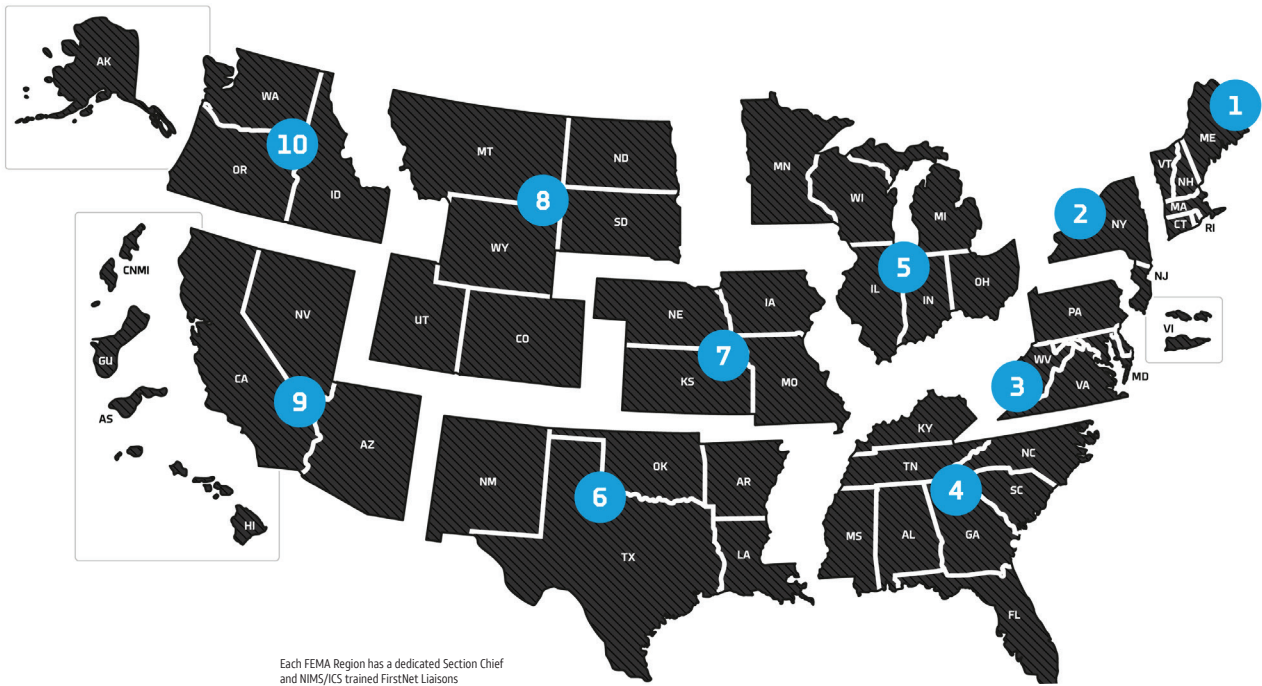 AK
WA
OR
ID
10
MT
ND
SD
WY
UT
CO
8
MN
WI
MI
IL
IN
OH
5
ME
VT
NH
MA
CT
RI
1
NY
NJ
VI
2
PA
WV
VA
MD
3
CNMI
GU
AS
HI
NV
CA
AZ
9
NE
IA
KS
MO
7
NM
OK
AR
TX
LA
6
KY
TN
NC
SC
MS
AL
GA
FL
4
Each FEMA Region has a dedicated Section Chief
and NIMS/ICS trained FirstNet Liaisons